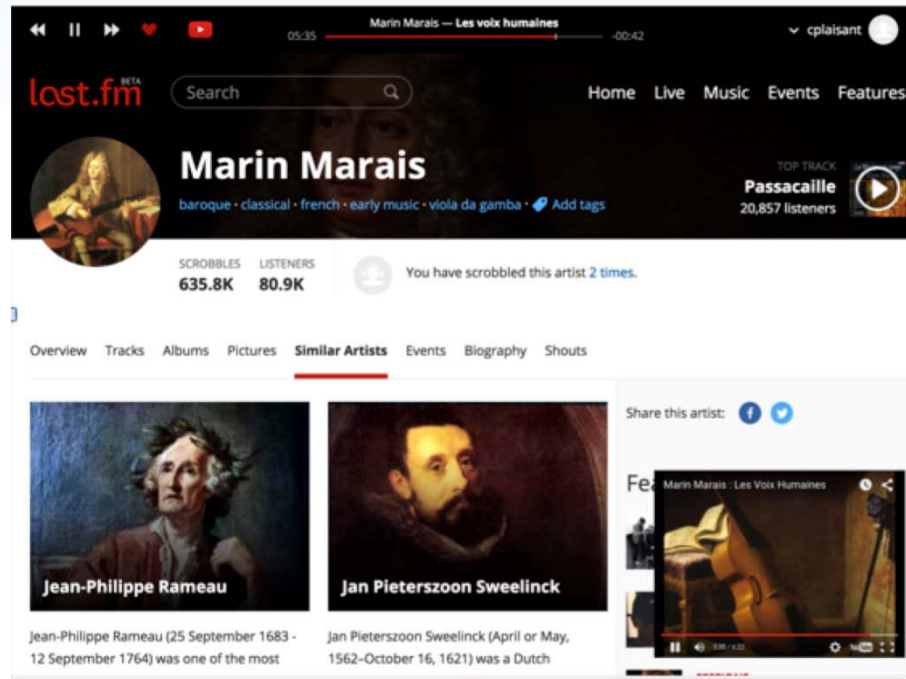 Marin Marais — Les voix humaines
05:35 -00:42
cplaisant
last.fm BETA
Search
Home Live Music Events Features
Marin Marais
baroque · classical · french · early music · viola da gamba · Add tags
TOP TRACK
Passacaille
20,857 listeners
SCROBBLES LISTENERS
635.8K 80.9K
You have scrobbled this artist 2 times.
Overview Tracks Albums Pictures Similar Artists Events Biography Shouts
Share this artist:
Fea
Marin Marais : Les Voix Humaines
Jean-Philippe Rameau
Jan Pieterszoon Sweelinck
Jean-Philippe Rameau (25 September 1683 -
12 September 1764) was one of the most
Jan Pieterszoon Sweelinck (April or May,
1562–October 16, 1621) was a Dutch